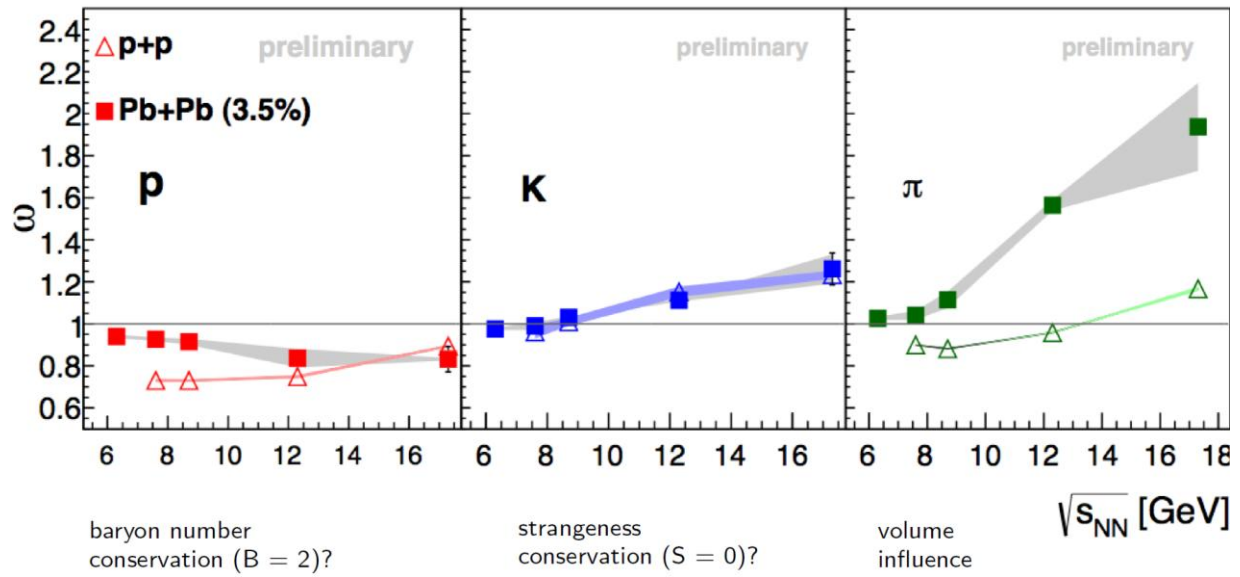 preliminary
preliminary
preliminary
p+p
Pb+Pb (3.5%)
p
K
π
ω
2.4
2.2
2
1.8
1.6
1.4
1.2
1
0.8
0.6
6 8 10 12 14 16
6 8 10 12 14 16
6 8 10 12 14 16 18
√sNN [GeV]
baryon number
conservation (B = 2)?
strangeness
conservation (S = 0)?
volume
influence